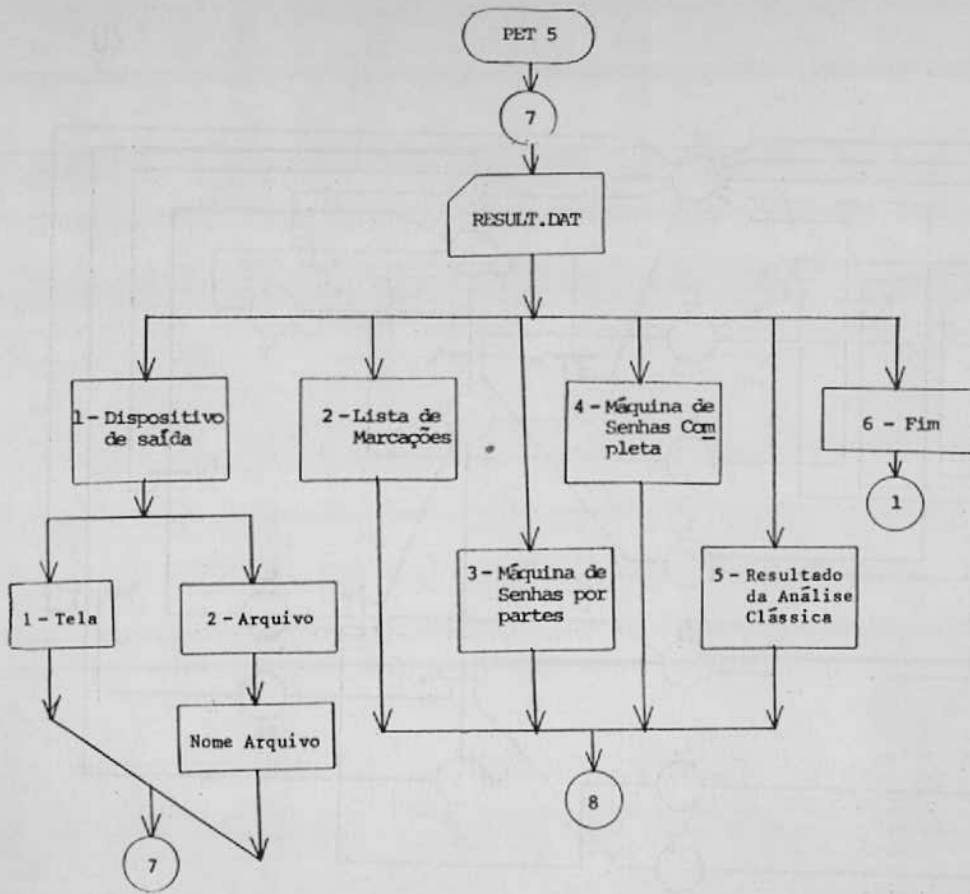 PET 5
7
RESULT.DAT
1 - Dispositivo
de saída
2 - Lista de
Marcações
4 - Máquina de
Senhas Com
pleta
6 - Fim
1
3 - Máquina de
Senhas por
partes
5 - Resultado
da Análise
Clássica
1 - Tela
2 - Arquivo
Nome Arquivo
8
7